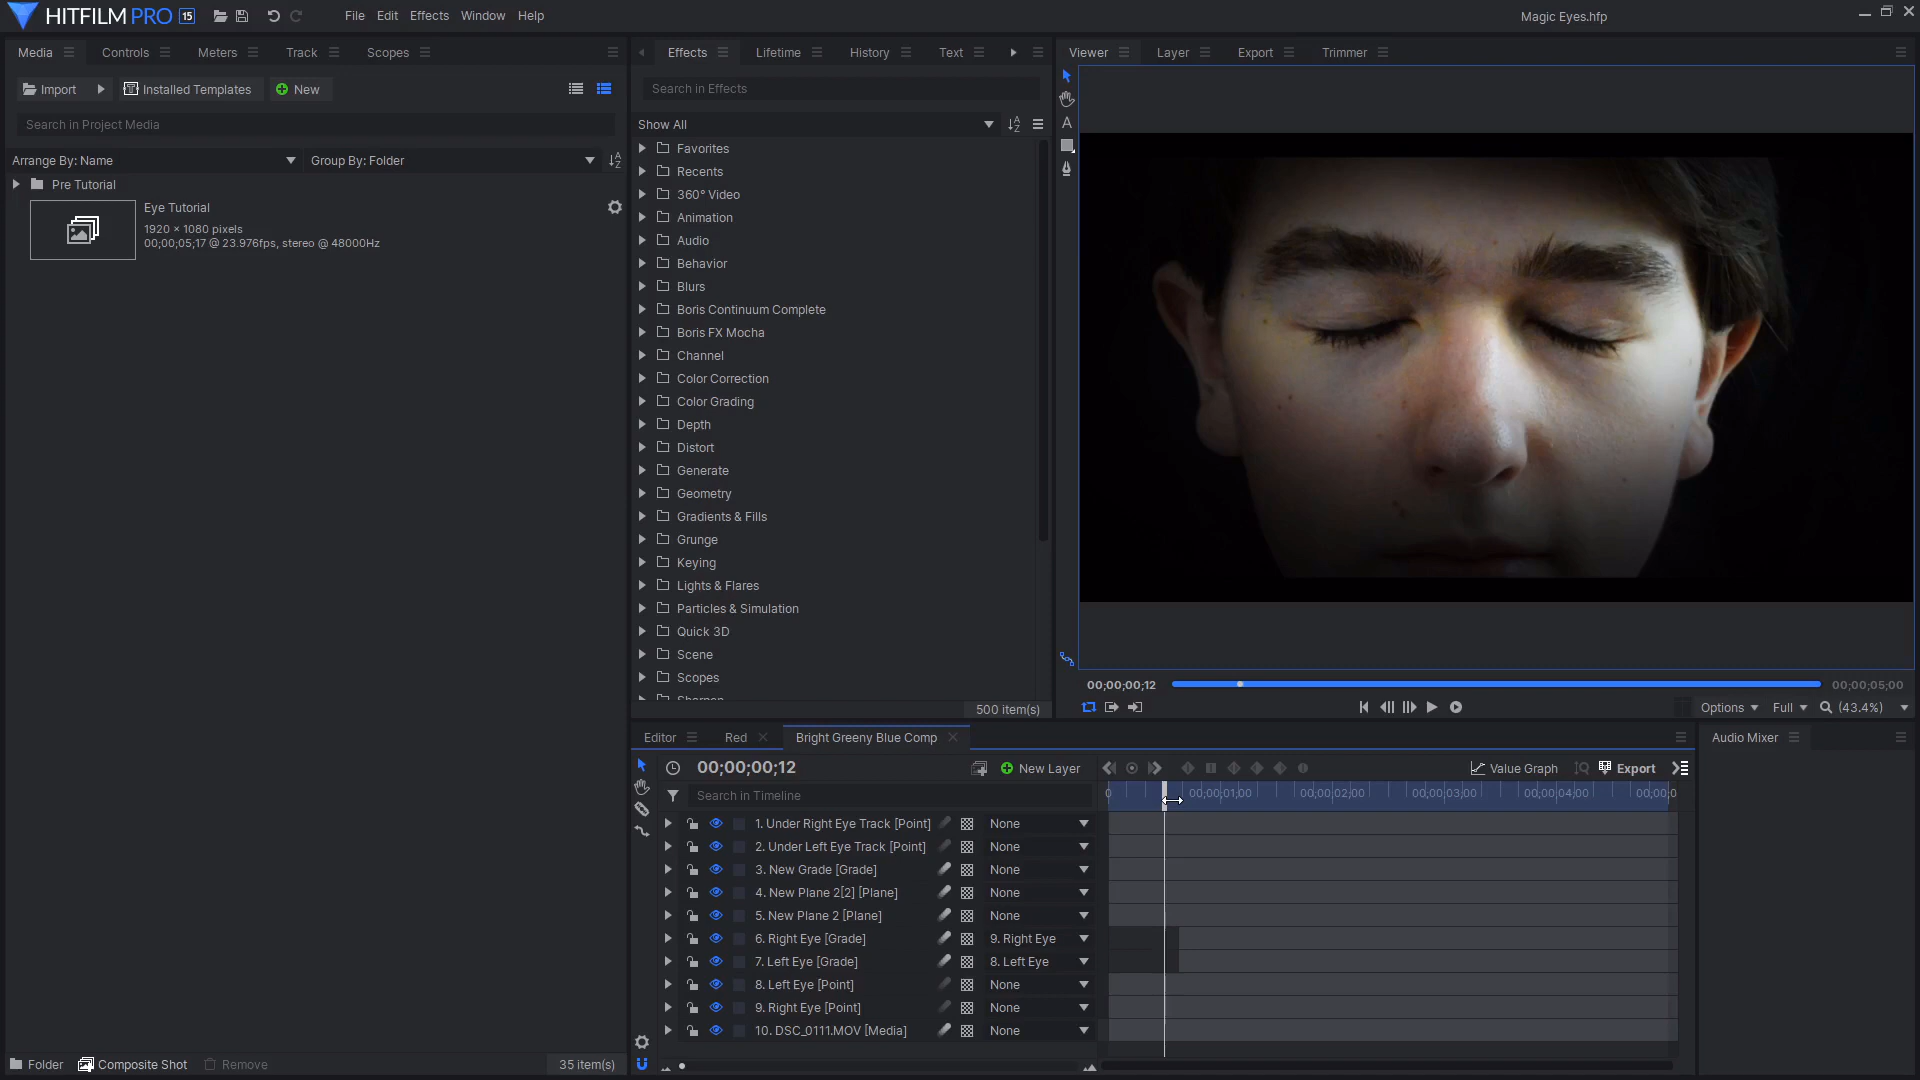 HITFILM PRO 15
File Edit Effects Window Help
Magic Eyes.hfp
Media Controls Meters Track Scopes
Effects Lifetime History Text
Viewer Layer Export Trimmer
Import Installed Templates New
Search in Effects
Search in Project Media
Show All
Arrange By: Name Group By: Folder
Pre Tutorial
Eye Tutorial
1920 × 1080 pixels
00;00;05;17 @ 23.976fps, stereo @ 48000Hz
Favorites
Recents
360° Video
Animation
Audio
Behavior
Blurs
Boris Continuum Complete
Boris FX Mocha
Channel
Color Correction
Color Grading
Depth
Distort
Generate
Geometry
Gradients & Fills
Grunge
Keying
Lights & Flares
Particles & Simulation
Quick 3D
Scene
Scopes
Sharpen
500 item(s)
00;00;00;12
00;00;05;00
Options Full (43.4%)
Editor Red Bright Greeny Blue Comp
Audio Mixer
00;00;00;12 New Layer Value Graph Export
Search in Timeline
0 00;00;01;00 00;00;02;00 00;00;03;00 00;00;04;00 00;00;0
1. Under Right Eye Track [Point] None
2. Under Left Eye Track [Point] None
3. New Grade [Grade] None
4. New Plane 2[2] [Plane] None
5. New Plane 2 [Plane] None
6. Right Eye [Grade] 9. Right Eye
7. Left Eye [Grade] 8. Left Eye
8. Left Eye [Point] None
9. Right Eye [Point] None
10. DSC_0111.MOV [Media] None
Folder Composite Shot Remove 35 item(s)